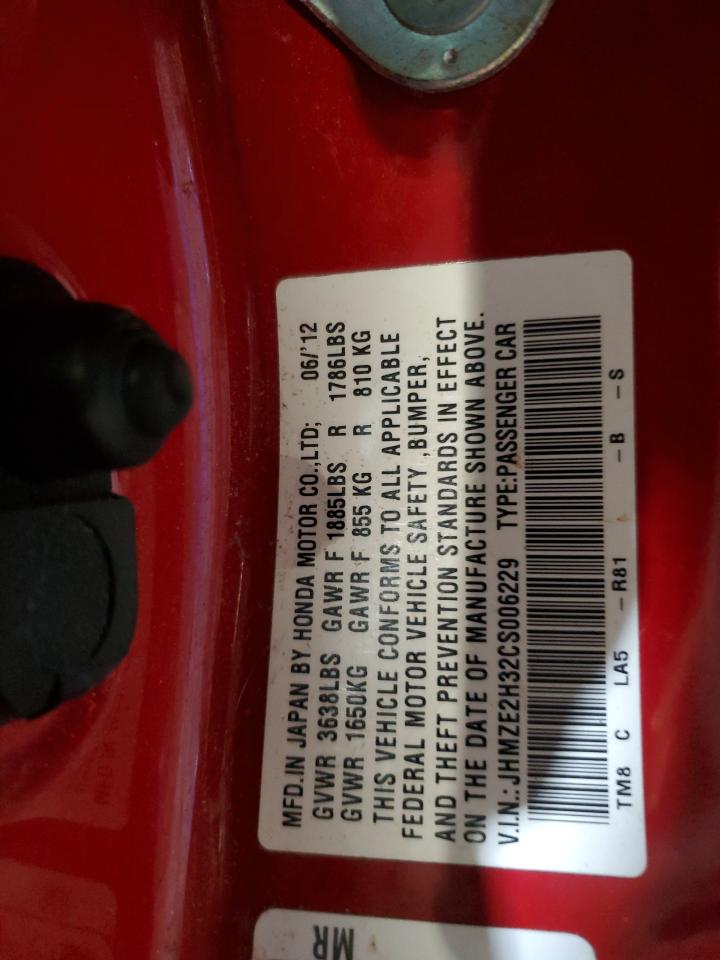 MFD.IN JAPAN BY HONDA MOTOR CO.,LTD; 06/'12
GVWR 3638LBS GAWR F 1885LBS R 1786LBS
GVWR 1650KG GAWR F 855 KG R 810 KG
THIS VEHICLE CONFORMS TO ALL APPLICABLE
FEDERAL MOTOR VEHICLE SAFETY ,BUMPER,
AND THEFT PREVENTION STANDARDS IN EFFECT
ON THE DATE OF MANUFACTURE SHOWN ABOVE.
V.I.N.: JHMZE2H32CS006229 TYPE:PASSENGER CAR
TM8 C LA5 –R81 –B –S